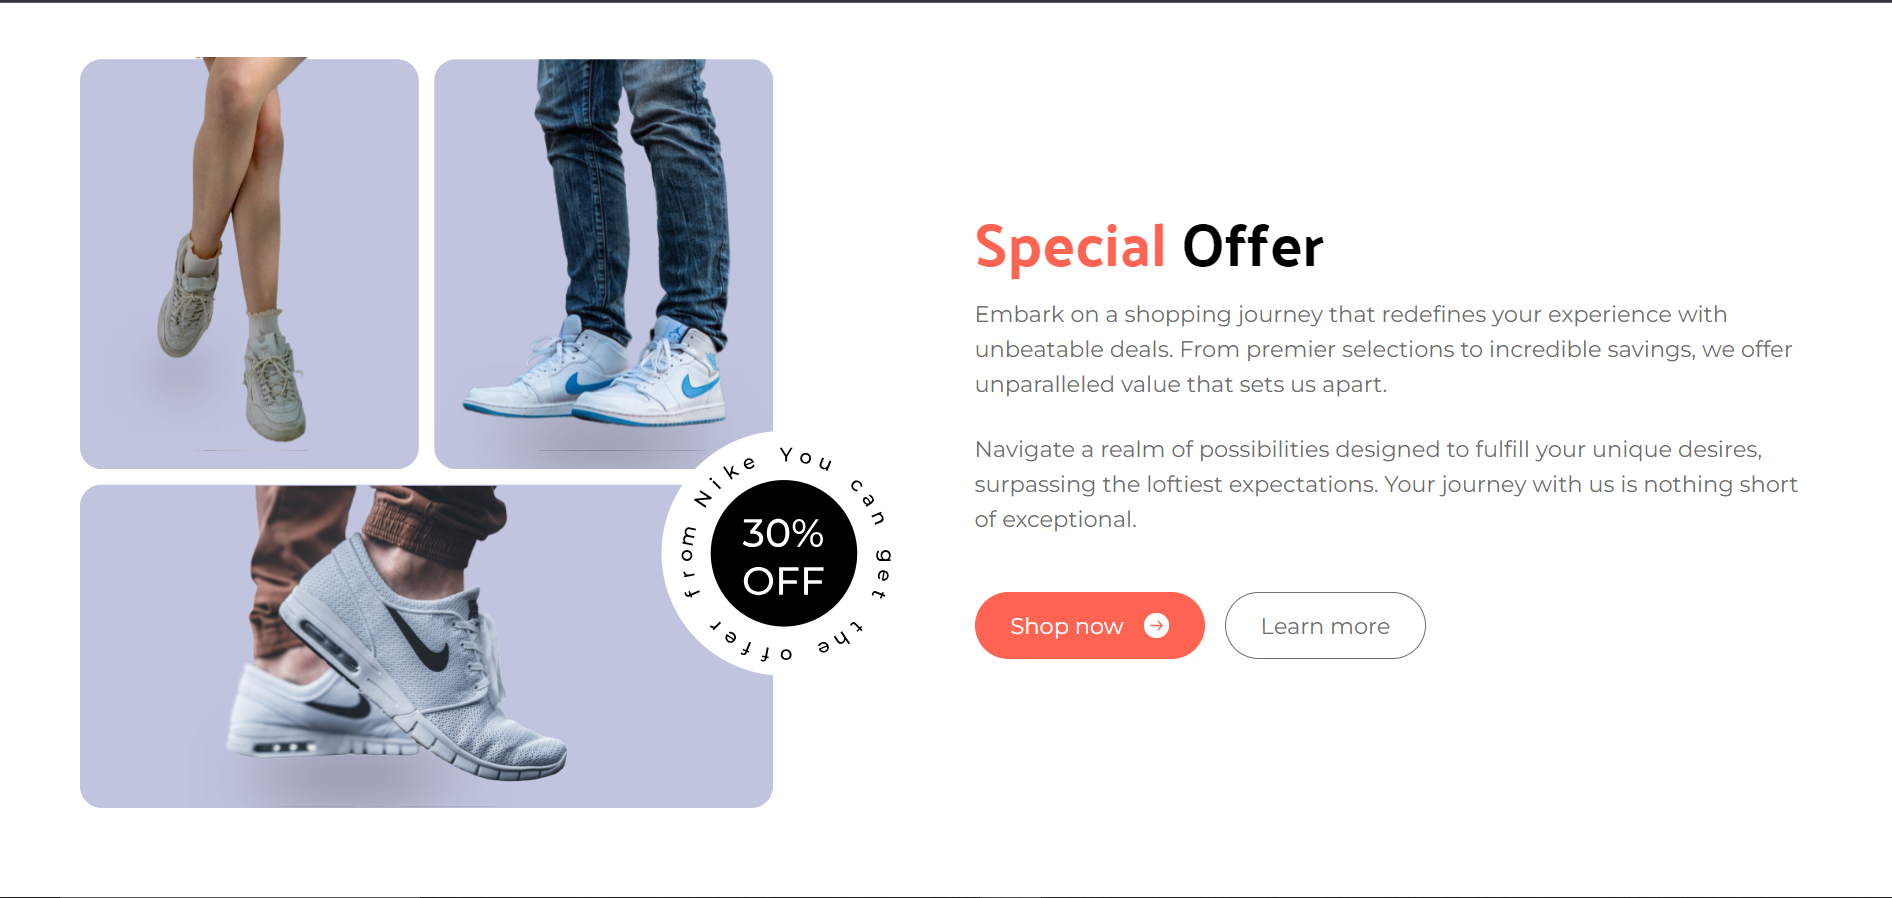 You can get the offer from Nike
30%
OFF
Special Offer
Embark on a shopping journey that redefines your experience with
unbeatable deals. From premier selections to incredible savings, we offer
unparalleled value that sets us apart.
Navigate a realm of possibilities designed to fulfill your unique desires,
surpassing the loftiest expectations. Your journey with us is nothing short
of exceptional.
Shop now
Learn more